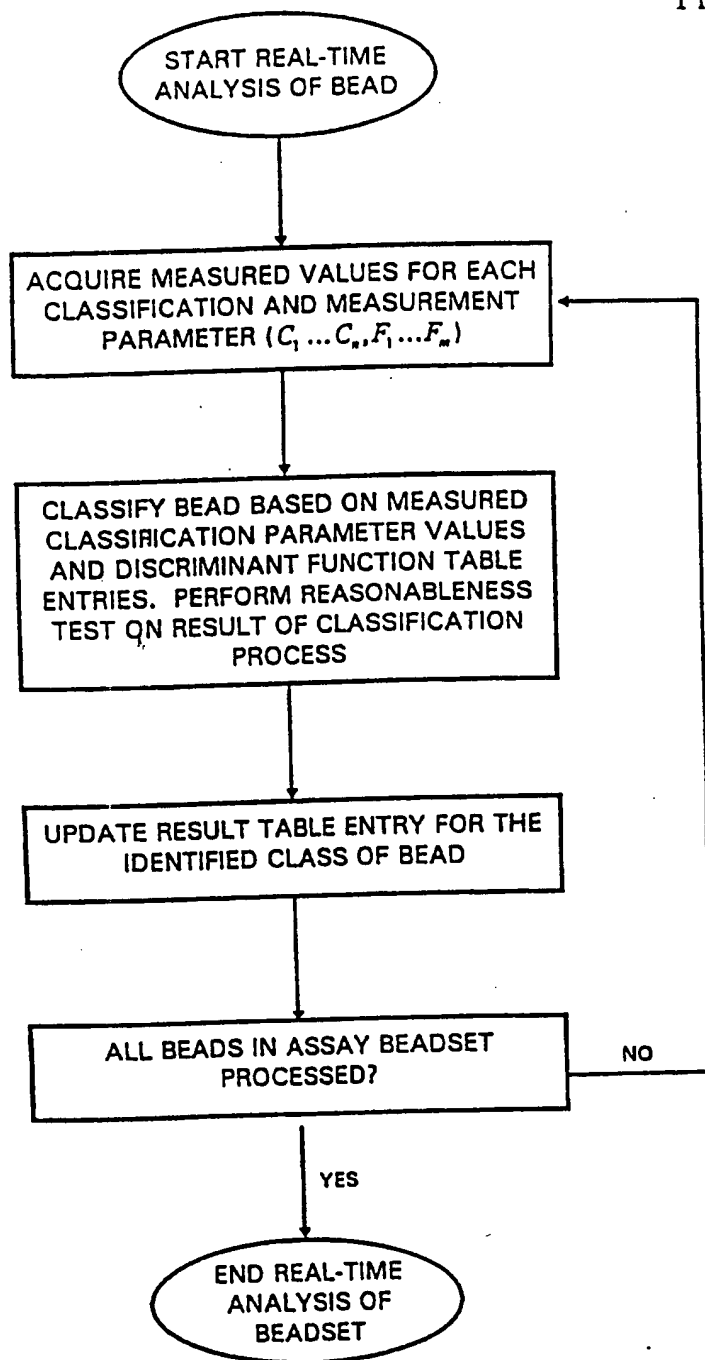 START REAL-TIME
ANALYSIS OF BEAD
ACQUIRE MEASURED VALUES FOR EACH
CLASSIFICATION AND MEASUREMENT
PARAMETER (C₁ ...Cₙ,F₁...Fₘ)
CLASSIFY BEAD BASED ON MEASURED
CLASSIFICATION PARAMETER VALUES
AND DISCRIMINANT FUNCTION TABLE
ENTRIES. PERFORM REASONABLENESS
TEST ON RESULT OF CLASSIFICATION
PROCESS
UPDATE RESULT TABLE ENTRY FOR THE
IDENTIFIED CLASS OF BEAD
ALL BEADS IN ASSAY BEADSET
PROCESSED?
NO
YES
END REAL-TIME
ANALYSIS OF
BEADSET